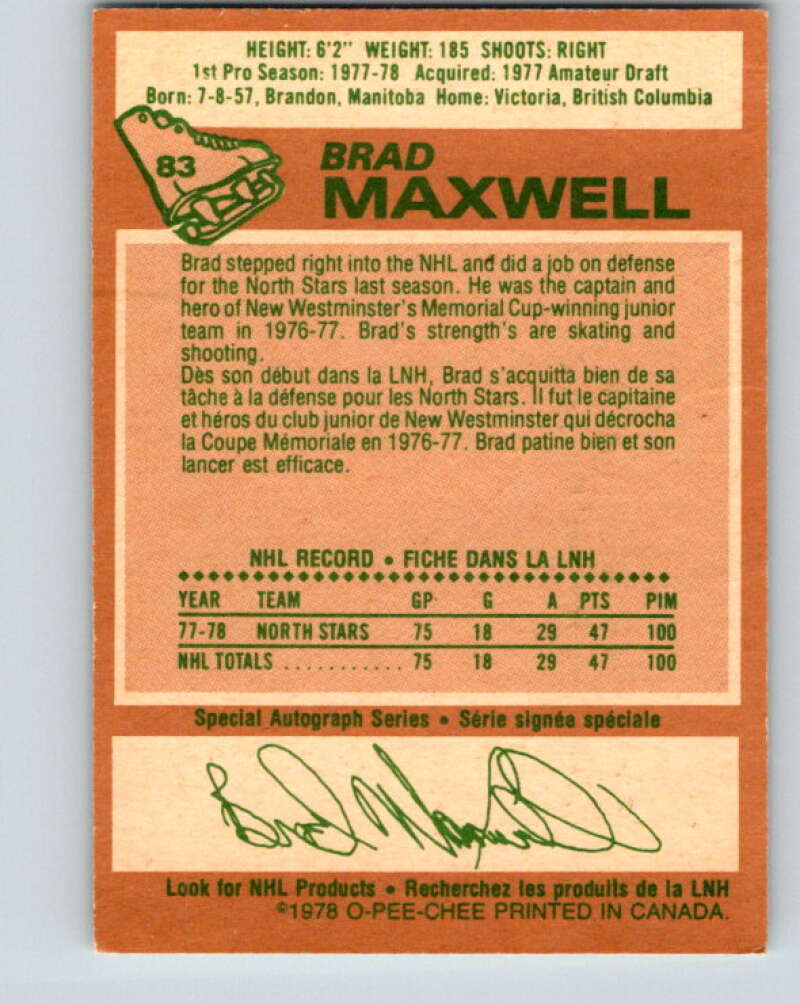 HEIGHT: 6'2" WEIGHT: 185 SHOOTS: RIGHT
1st Pro Season: 1977-78 Acquired: 1977 Amateur Draft
Born: 7-8-57, Brandon, Manitoba Home: Victoria, British Columbia
83
BRAD
MAXWELL
Brad stepped right into the NHL and did a job on defense
for the North Stars last season. He was the captain and
hero of New Westminster's Memorial Cup-winning junior
team in 1976-77. Brad's strength's are skating and
shooting.
Dès son début dans la LNH, Brad s'acquitta bien de sa
tâche à la défense pour les North Stars. Il fut le capitaine
et héros du club junior de New Westminster qui décrocha
la Coupe Mémoriale en 1976-77. Brad patine bien et son
lancer est efficace.
NHL RECORD • FICHE DANS LA LNH
YEAR TEAM GP G A PTS PIM
77-78 NORTH STARS 75 18 29 47 100
NHL TOTALS ............ 75 18 29 47 100
Special Autograph Series • Série signée spéciale
Brad Maxwell
Look for NHL Products • Recherchez les produits de la LNH
©1978 O-PEE-CHEE PRINTED IN CANADA.